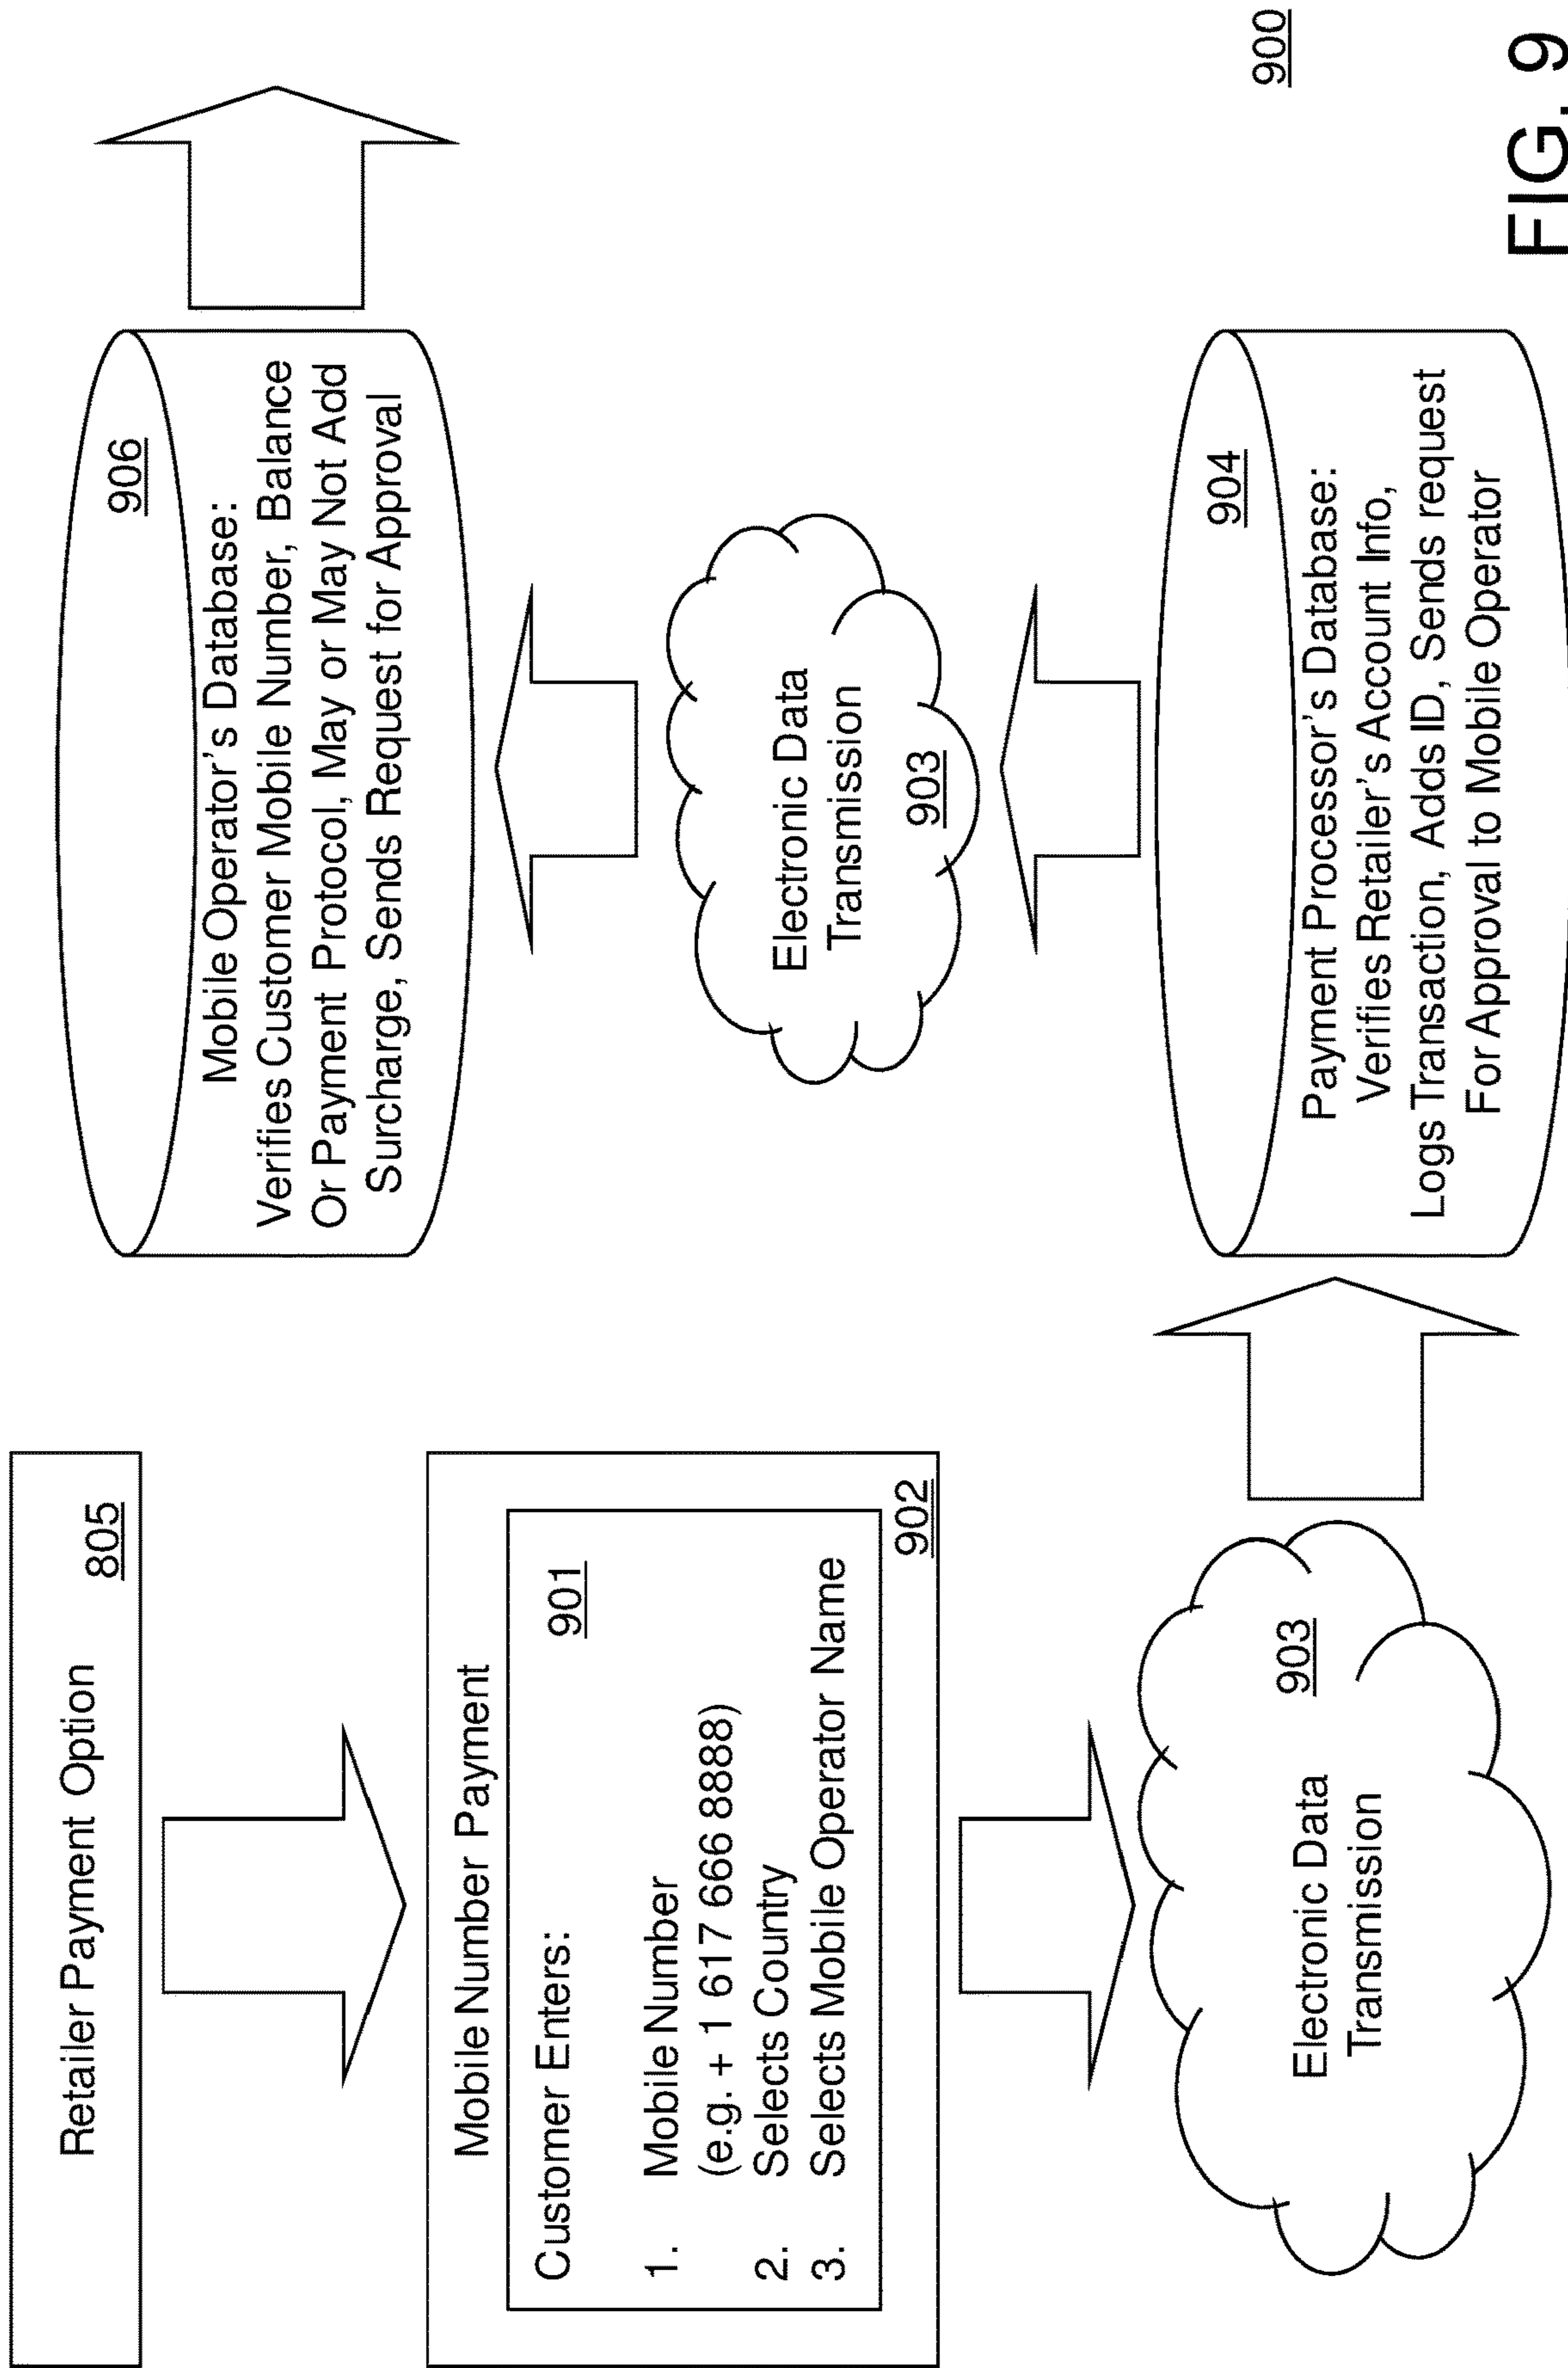 Retailer Payment Option
805
Mobile Number Payment
Customer Enters:
901
1. Mobile Number
(e.g. + 1 617 666 8888)
2. Selects Country
3. Selects Mobile Operator Name
902
Electronic Data
Transmission
903
904
Payment Processor's Database:
Verifies Retailer's Account Info,
Logs Transaction, Adds ID, Sends request
For Approval to Mobile Operator
Electronic Data
Transmission
903
906
Mobile Operator's Database:
Verifies Customer Mobile Number, Balance
Or Payment Protocol, May or May Not Add
Surcharge, Sends Request for Approval
900
FIG. 9